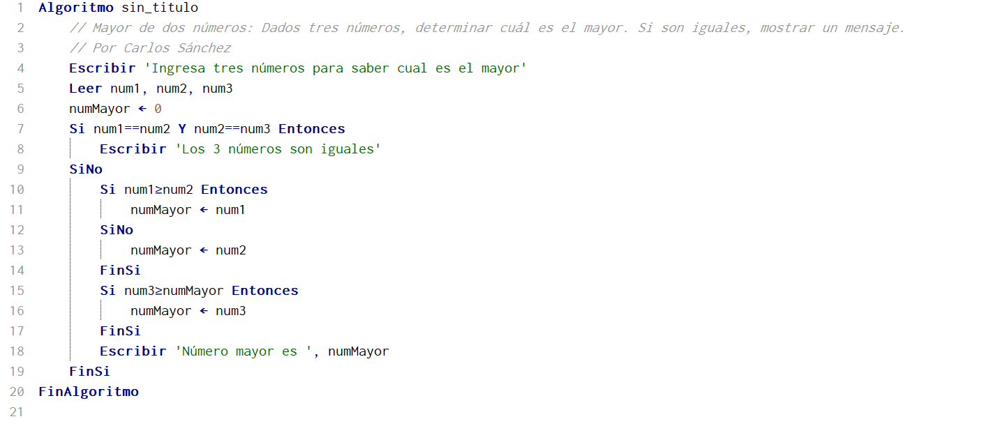 1 Algoritmo sin_titulo
2 // Mayor de dos números: Dados tres números, determinar cuál es el mayor. Si son iguales, mostrar un mensaje.
3 // Por Carlos Sánchez
4 Escribir 'Ingresa tres números para saber cual es el mayor'
5 Leer num1, num2, num3
6 numMayor ← 0
7 Si num1==num2 Y num2==num3 Entonces
8 Escribir 'Los 3 números son iguales'
9 SiNo
10 Si num1≥num2 Entonces
11 numMayor ← num1
12 SiNo
13 numMayor ← num2
14 FinSi
15 Si num3≥numMayor Entonces
16 numMayor ← num3
17 FinSi
18 Escribir 'Número mayor es ', numMayor
19 FinSi
20 FinAlgoritmo
21